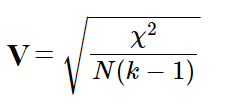 V = √(χ² / N(k − 1))